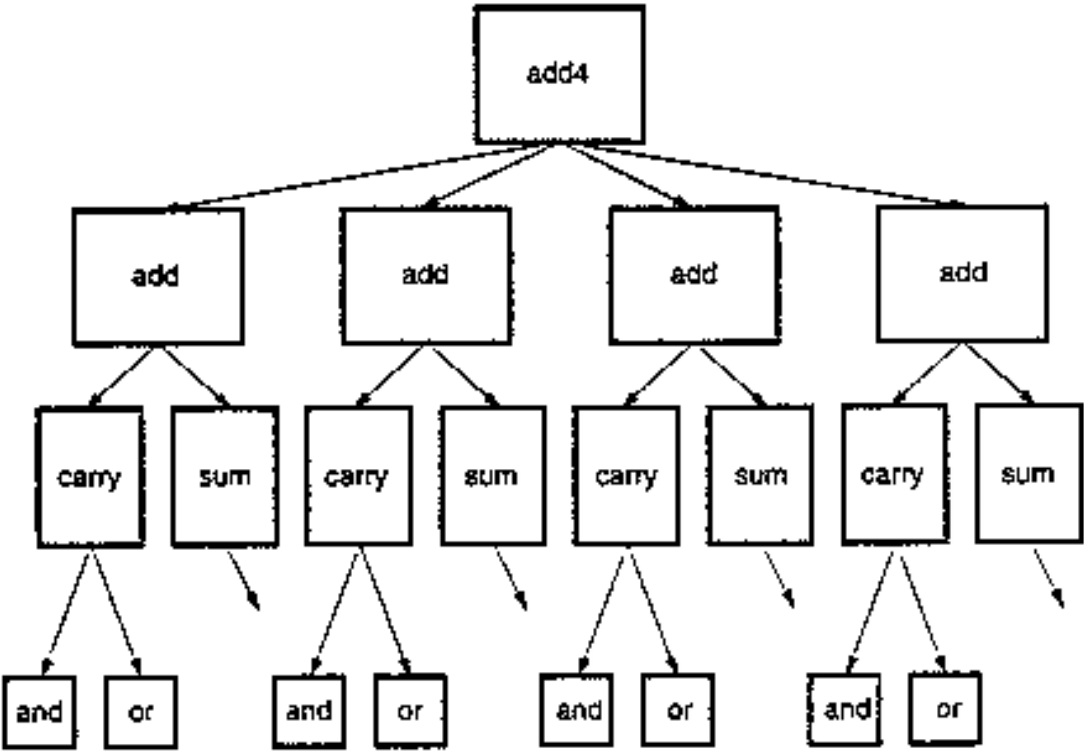 add4
add add add add
carry sum carry sum carry sum carry sum
and or and or and or and or